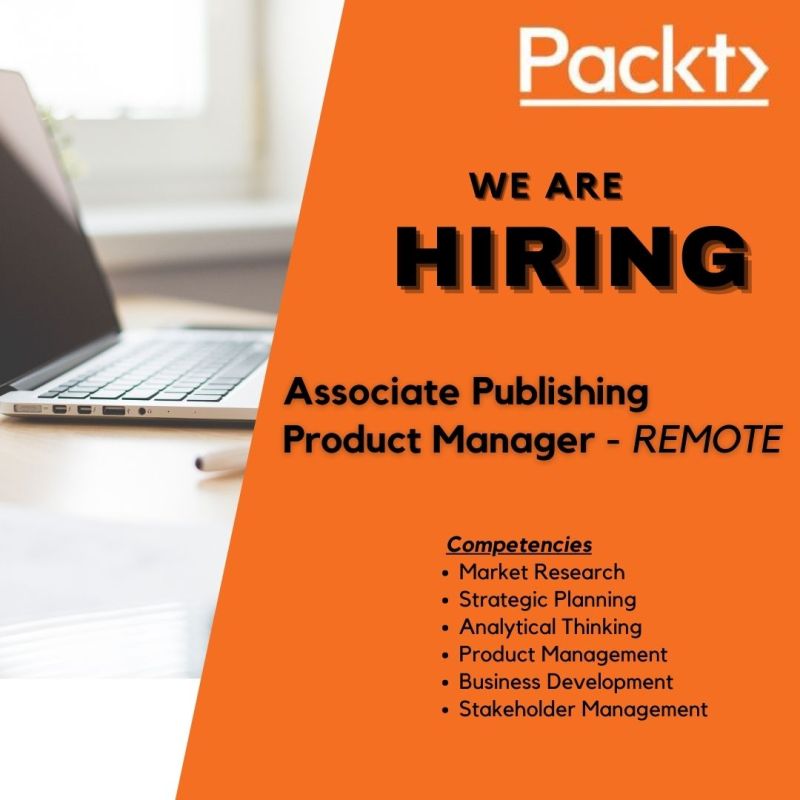 Packt>
WE ARE
HIRING
Associate Publishing
Product Manager - REMOTE
Competencies
• Market Research
• Strategic Planning
• Analytical Thinking
• Product Management
• Business Development
• Stakeholder Management